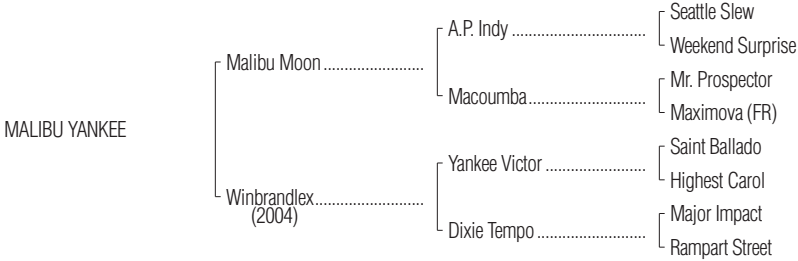 Seattle Slew
A.P. Indy ..............................
Weekend Surprise
Malibu Moon .......................
Mr. Prospector
Macoumba ..........................
Maximova (FR)
MALIBU YANKEE
Saint Ballado
Yankee Victor ......................
Highest Carol
Winbrandlex .........................
(2004)
Major Impact
Dixie Tempo ........................
Rampart Street